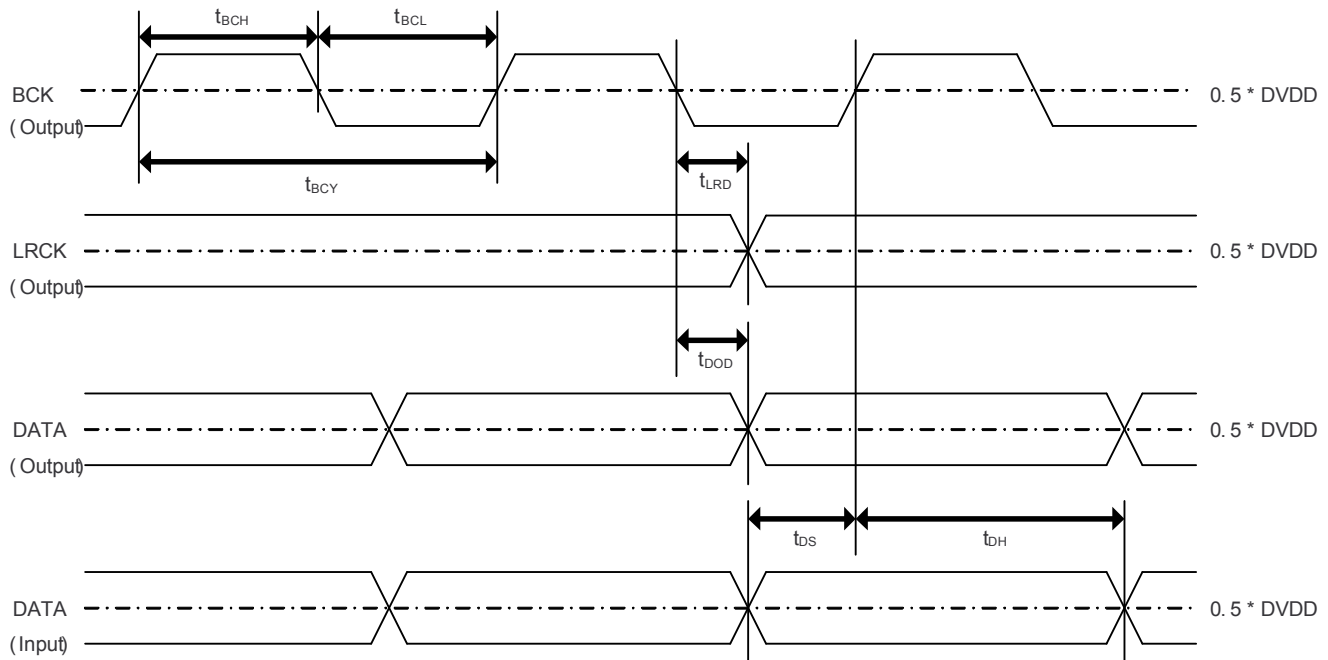 tBCH
tBCL
BCK
(Output)
0.5 * DVDD
tBCY
tLRD
LRCK
(Output)
0.5 * DVDD
tDOD
DATA
(Output)
0.5 * DVDD
tDS
tDH
DATA
(Input)
0.5 * DVDD